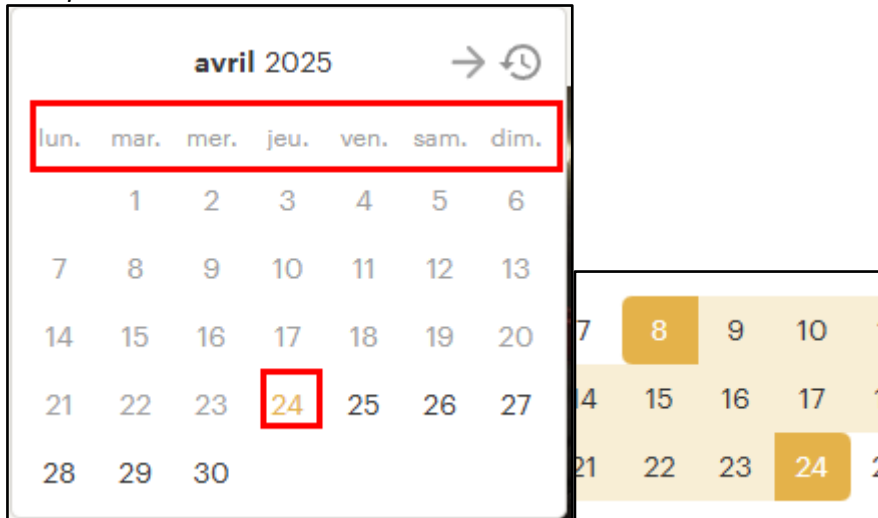 avril 2025
lun. mar. mer. jeu. ven. sam. dim.
1 2 3 4 5 6
7 8 9 10 11 12 13
14 15 16 17 18 19 20
21 22 23 24 25 26 27
28 29 30
7 8 9 10
14 15 16 17
21 22 23 24